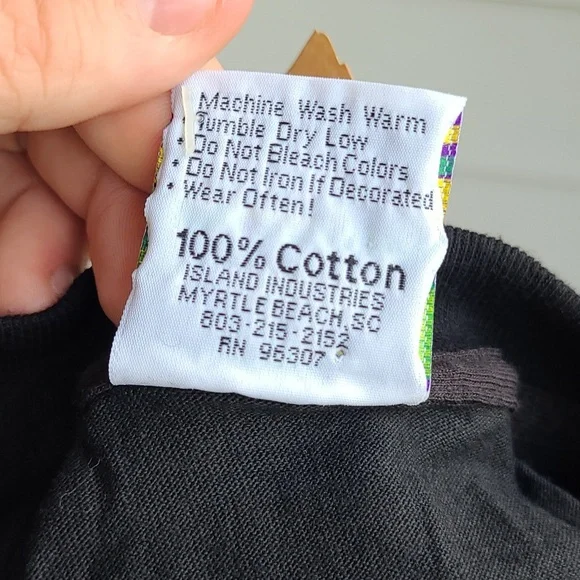 • Machine Wash Warm
• Tumble Dry Low
• Do Not Bleach Colors
• Do Not Iron If Decorated
• Wear Often!
100% Cotton
ISLAND INDUSTRIES
MYRTLE BEACH, SC
803-215-2152
RN 96307